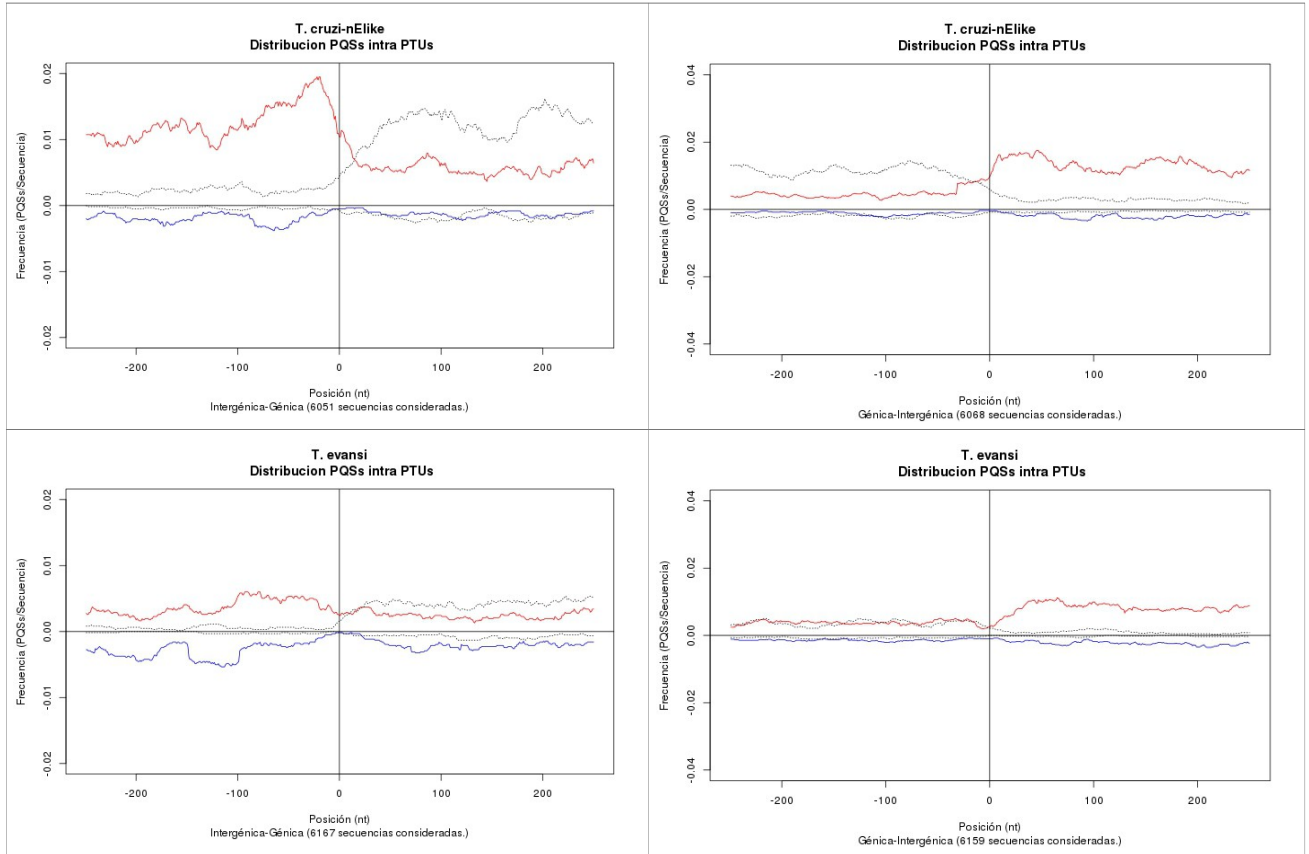 T. cruzi-nElike
Distribucion PQSs intra PTUs
Frecuencia (PQSs/Secuencia)
0.02
0.01
0.00
-0.01
-0.02
-200
-100
0
100
200
Posición (nt)
Intergénica-Génica (6051 secuencias consideradas.)
T. cruzi-nElike
Distribucion PQSs intra PTUs
Frecuencia (PQSs/Secuencia)
0.04
0.02
0.00
-0.02
-0.04
-200
-100
0
100
200
Posición (nt)
Génica-Intergénica (6068 secuencias consideradas.)
T. evansi
Distribucion PQSs intra PTUs
Frecuencia (PQSs/Secuencia)
0.02
0.01
0.00
-0.01
-0.02
-200
-100
0
100
200
Posición (nt)
Intergénica-Génica (6167 secuencias consideradas.)
T. evansi
Distribucion PQSs intra PTUs
Frecuencia (PQSs/Secuencia)
0.04
0.02
0.00
-0.02
-0.04
-200
-100
0
100
200
Posición (nt)
Génica-Intergénica (6159 secuencias consideradas.)